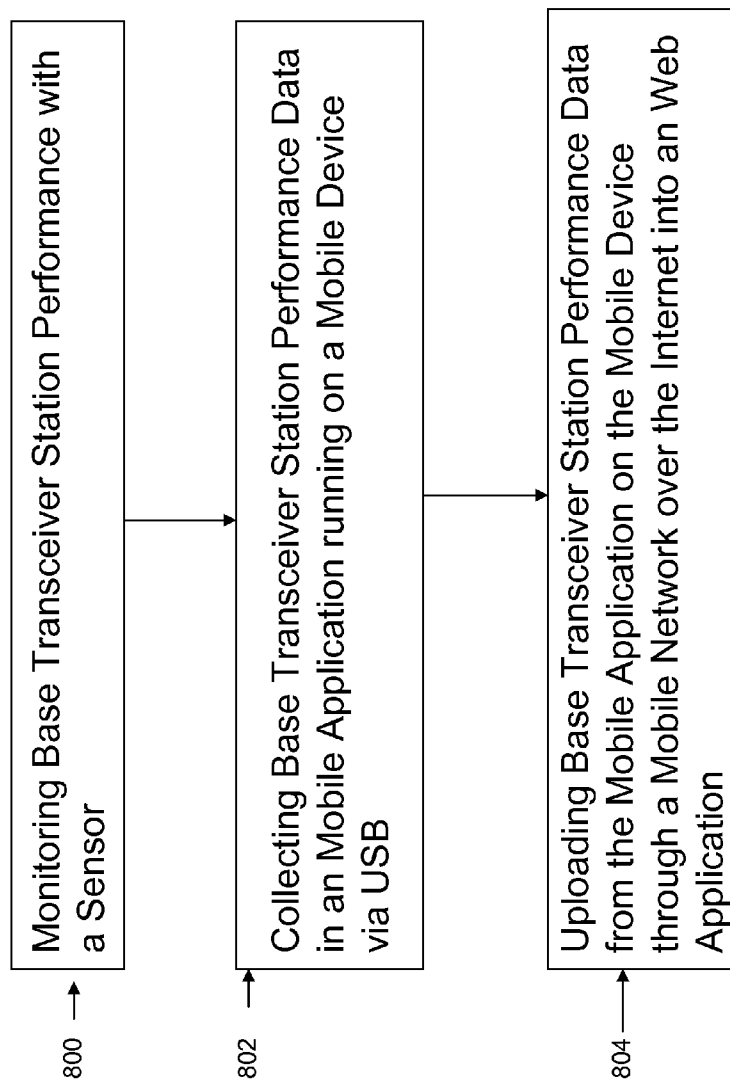 800
Monitoring Base Transceiver Station Performance with
a Sensor
802
Collecting Base Transceiver Station Performance Data
in an Mobile Application running on a Mobile Device
via USB
804
Uploading Base Transceiver Station Performance Data
from the Mobile Application on the Mobile Device
through a Mobile Network over the Internet into an Web
Application